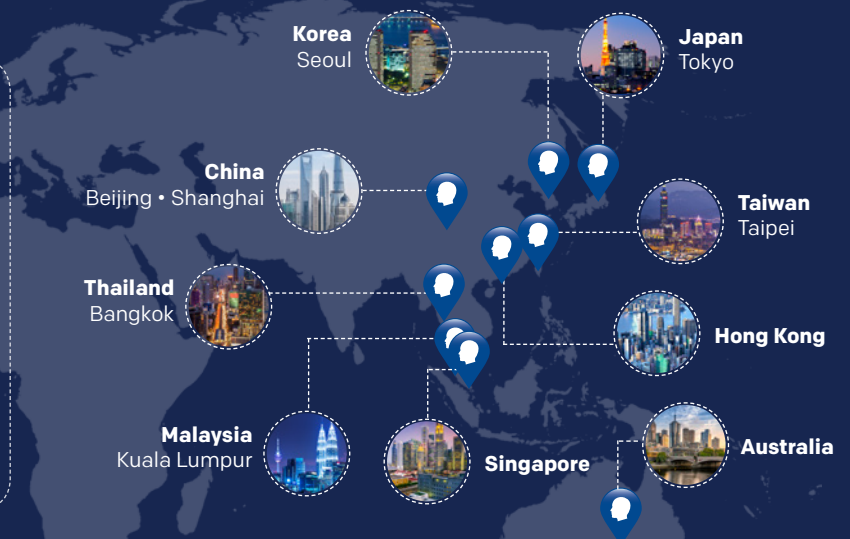 Korea
Seoul
Japan
Tokyo
China
Beijing • Shanghai
Taiwan
Taipei
Thailand
Bangkok
Hong Kong
Malaysia
Kuala Lumpur
Singapore
Australia